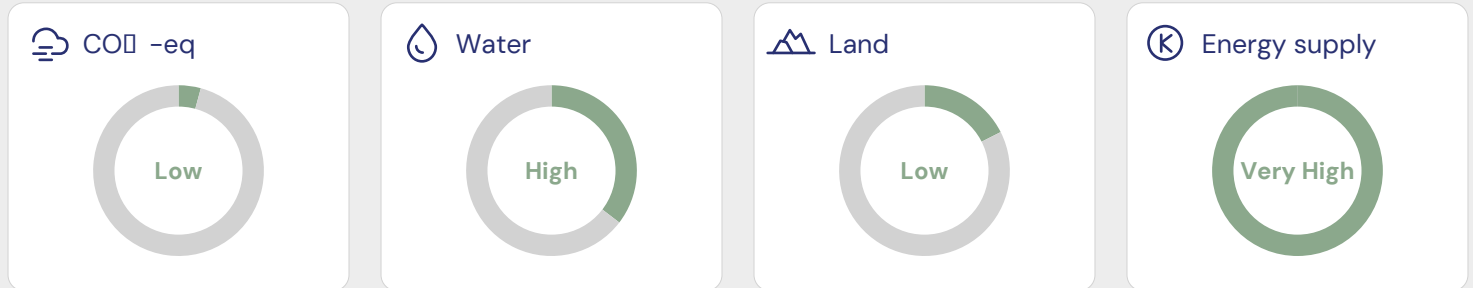 CO▯ -eq
Low
Water
High
Land
Low
Energy supply
Very High